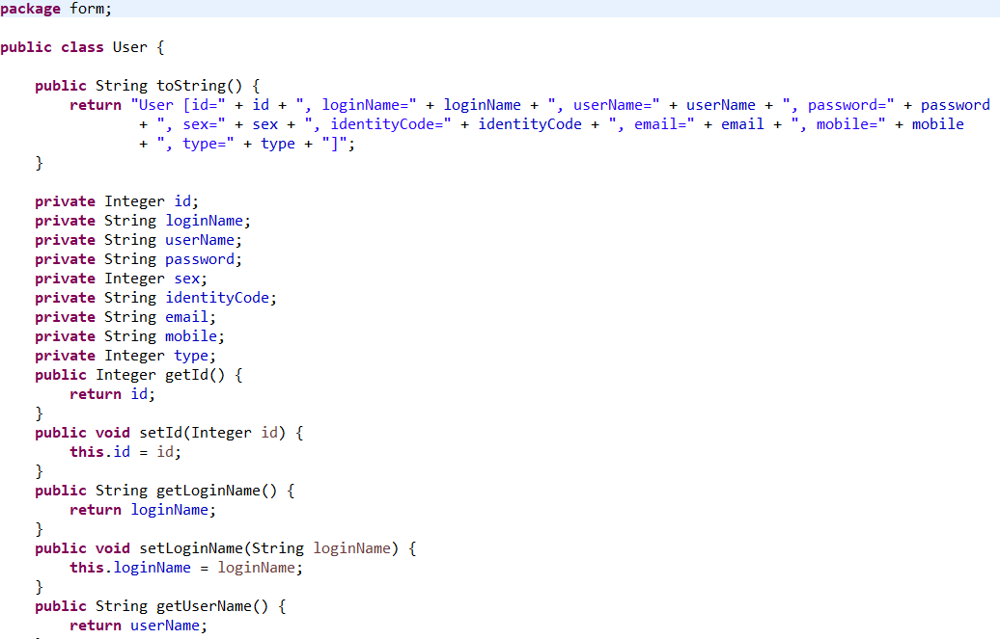 package form;
public class User {
public String toString() {
return "User [id=" + id + ", loginName=" + loginName + ", userName=" + userName + ", password=" + password
+ ", sex=" + sex + ", identityCode=" + identityCode + ", email=" + email + ", mobile=" + mobile
+ ", type=" + type + "]";
}
private Integer id;
private String loginName;
private String userName;
private String password;
private Integer sex;
private String identityCode;
private String email;
private String mobile;
private Integer type;
public Integer getId() {
return id;
}
public void setId(Integer id) {
this.id = id;
}
public String getLoginName() {
return loginName;
}
public void setLoginName(String loginName) {
this.loginName = loginName;
}
public String getUserName() {
return userName;